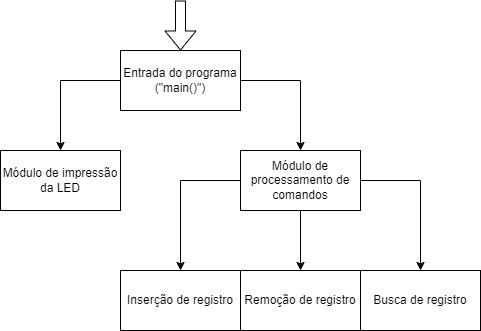 Entrada do programa
("main()")
Módulo de impressão
da LED
Módulo de
processamento de
comandos
Inserção de registro
Remoção de registro
Busca de registro